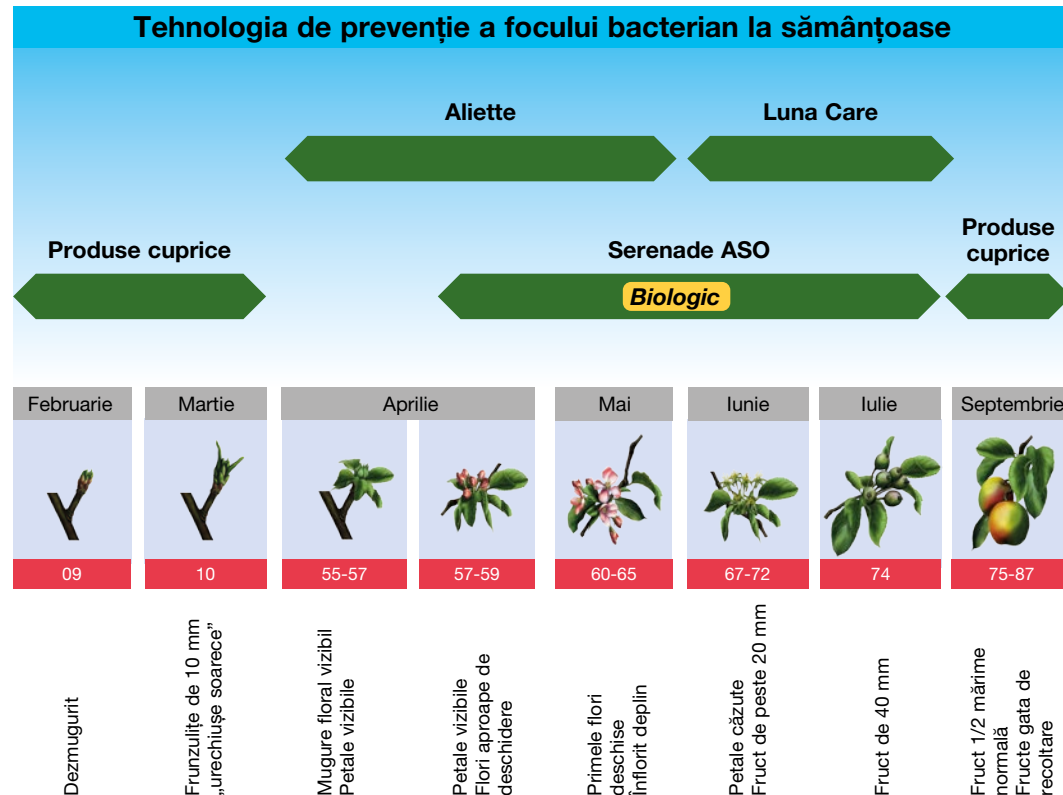 Tehnologia de prevenție a focului bacterian la sămânțoase
Aliette
Luna Care
Produse cuprice
Serenade ASO
Biologic
Produse
cuprice
Februarie
Martie
Aprilie
Mai
Iunie
Iulie
Septembrie
09
10
55-57
57-59
60-65
67-72
74
75-87
Dezmugurit
Frunzulițe de 10 mm
„urechiușe soarece”
Mugure floral vizibil
Petale vizibile
Petale vizibile
Flori aproape de
deschidere
Primele flori
deschise
Înflorit deplin
Petale căzute
Fruct de peste 20 mm
Fruct de 40 mm
Fruct 1/2 mărime
normală
Fructe gata de
recoltare